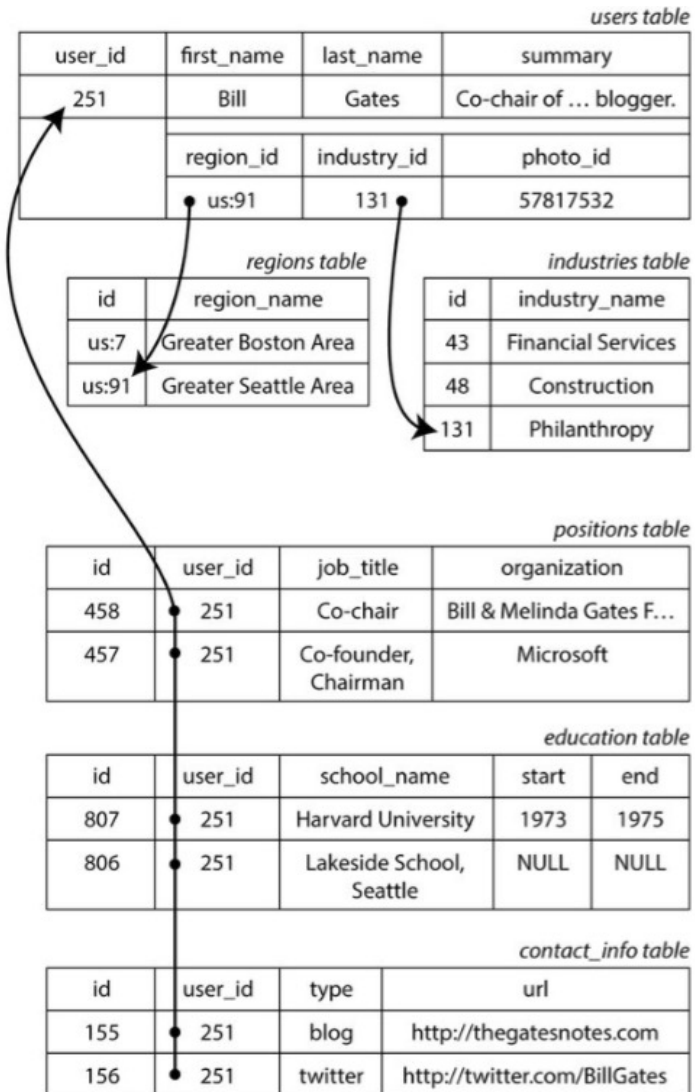 users table
user_id first_name last_name summary
251 Bill Gates Co-chair of … blogger.
region_id industry_id photo_id
us:91 131 57817532
regions table
id region_name
us:7 Greater Boston Area
us:91 Greater Seattle Area
industries table
id industry_name
43 Financial Services
48 Construction
131 Philanthropy
positions table
id user_id job_title organization
458 251 Co-chair Bill & Melinda Gates F…
457 251 Co-founder, Microsoft
Chairman
education table
id user_id school_name start end
807 251 Harvard University 1973 1975
806 251 Lakeside School, NULL NULL
Seattle
contact_info table
id user_id type url
155 251 blog http://thegatesnotes.com
156 251 twitter http://twitter.com/BillGates